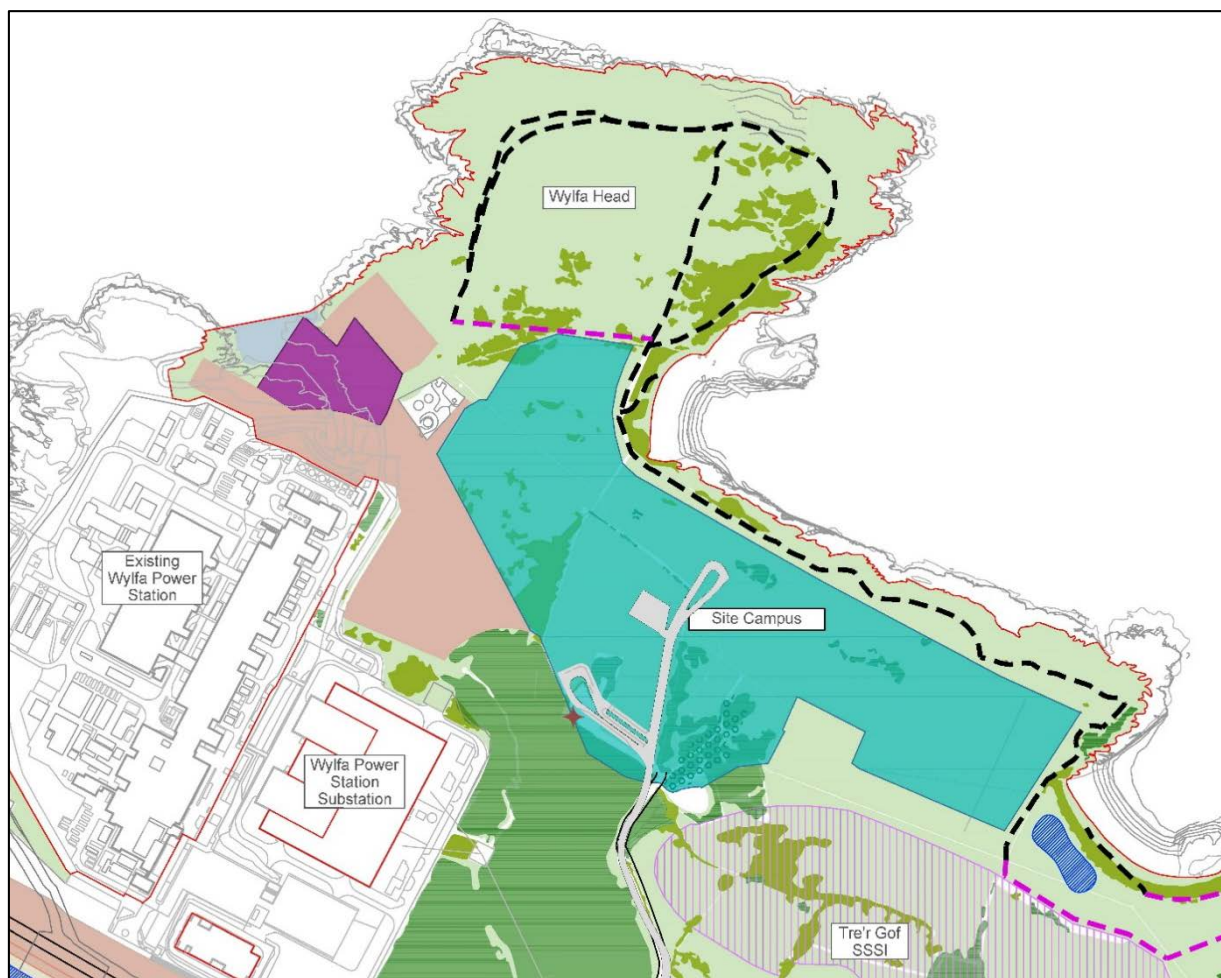 Wylfa Head
Existing
Wylfa Power
Station
Site Campus
Wylfa Power
Station
Substation
Tre'r Gof
SSSI